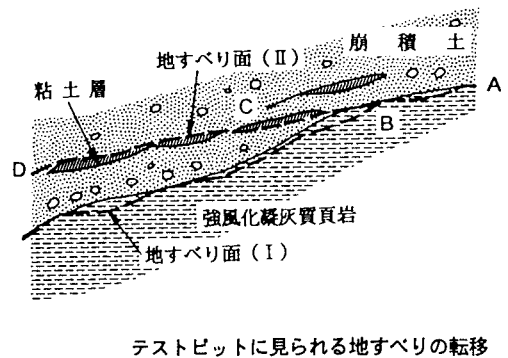 崩積土
地すべり面（Ⅱ）
粘土層
A
C
B
D
強風化凝灰質頁岩
地すべり面（Ⅰ）
テストピットに見られる地すべりの転移